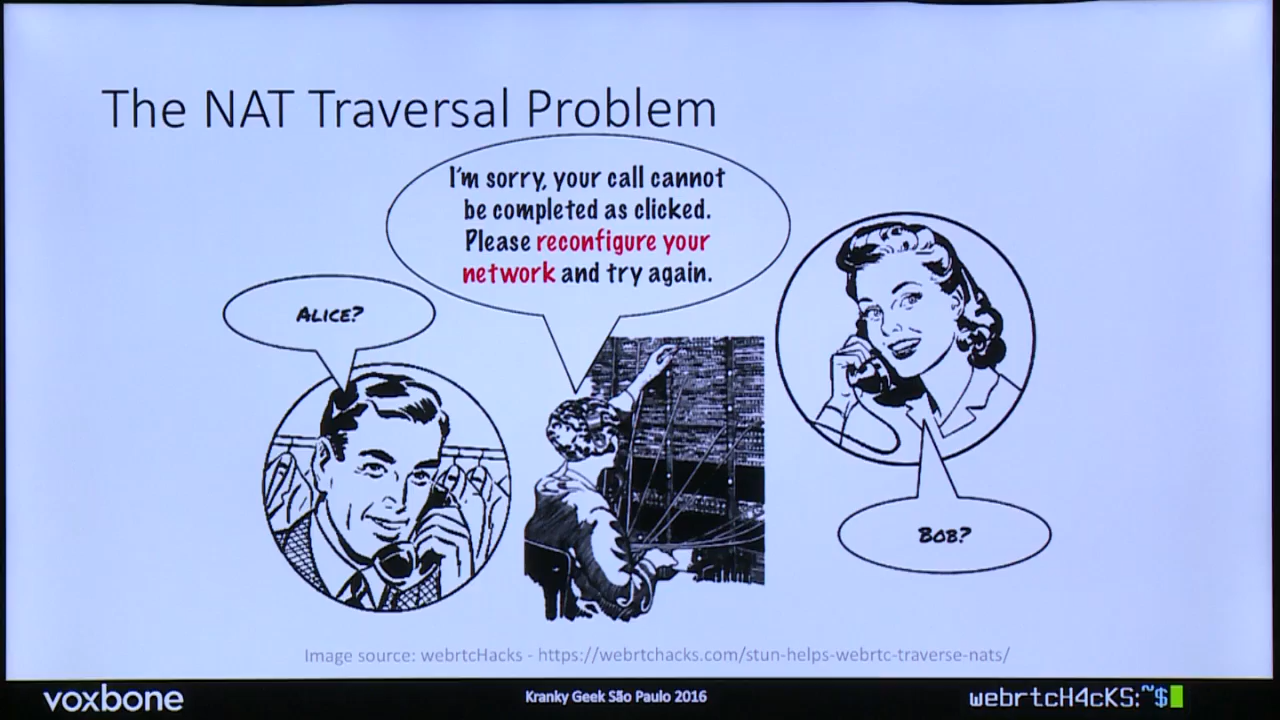 The NAT Traversal Problem
I'm sorry, your call cannot
be completed as clicked.
Please reconfigure your
network and try again.
ALICE?
BOB?
Image source: webrtcHacks - https://webrtchacks.com/stun-helps-webrtc-traverse-nats/
voxbone
Kranky Geek São Paulo 2016
webrtcH4cKS:~$